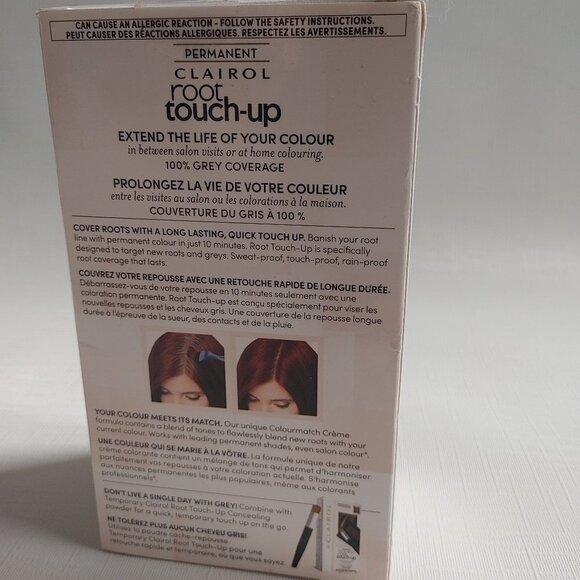 CAN CAUSE AN ALLERGIC REACTION - FOLLOW THE SAFETY INSTRUCTIONS.
PEUT CAUSER DES RÉACTIONS ALLERGIQUES. RESPECTEZ LES AVERTISSEMENTS.
PERMANENT
CLAIROL
root
touch-up
EXTEND THE LIFE OF YOUR COLOUR
in between salon visits or at home colouring.
100% GREY COVERAGE
PROLONGEZ LA VIE DE VOTRE COULEUR
entre les visites au salon ou les colorations à la maison.
COUVERTURE DU GRIS À 100 %
COVER ROOTS WITH A LONG LASTING, QUICK TOUCH UP. Banish your root
line with permanent colour in just 10 minutes. Root Touch-Up is specifically
designed to target new roots and greys. Sweat-proof, touch-proof, rain-proof
root coverage that lasts.
COUVREZ VOTRE REPOUSSE AVEC UNE RETOUCHE RAPIDE DE LONGUE DURÉE.
Débarrassez-vous de votre repousse en 10 minutes seulement avec une
coloration permanente. Root Touch-up est conçu spécialement pour viser les
nouvelles repousses et les cheveux gris. Une couverture de la repousse longue
durée à l'épreuve de la sueur, des contacts et de la pluie.
YOUR COLOUR MEETS ITS MATCH. Our unique Colourmatch Crème
formula contains a blend of tones to flawlessly blend new roots with your
current colour. Works with leading permanent shades, even salon colour*.
UNE COULEUR QUI SE MARIE À LA VÔTRE. La formule unique de notre
crème colorante contient un mélange de tons qui permet d'harmoniser
parfaitement vos repousses à votre coloration actuelle. S'harmonise
aux nuances permanentes les plus populaires, même aux colorants
professionnels*.
DON'T LIVE A SINGLE DAY WITH GREY! Combine with
Temporary Clairol Root Touch-Up Concealing
powder for a quick, temporary touch up on the go.
NE TOLÉREZ PLUS AUCUN CHEVEU GRIS!
Utilisez la poudre cache-repousse
Temporary Clairol Root Touch-Up pour une
retouche rapide et temporaire, où que vous soyez.
CLAIROL
root
touch-up